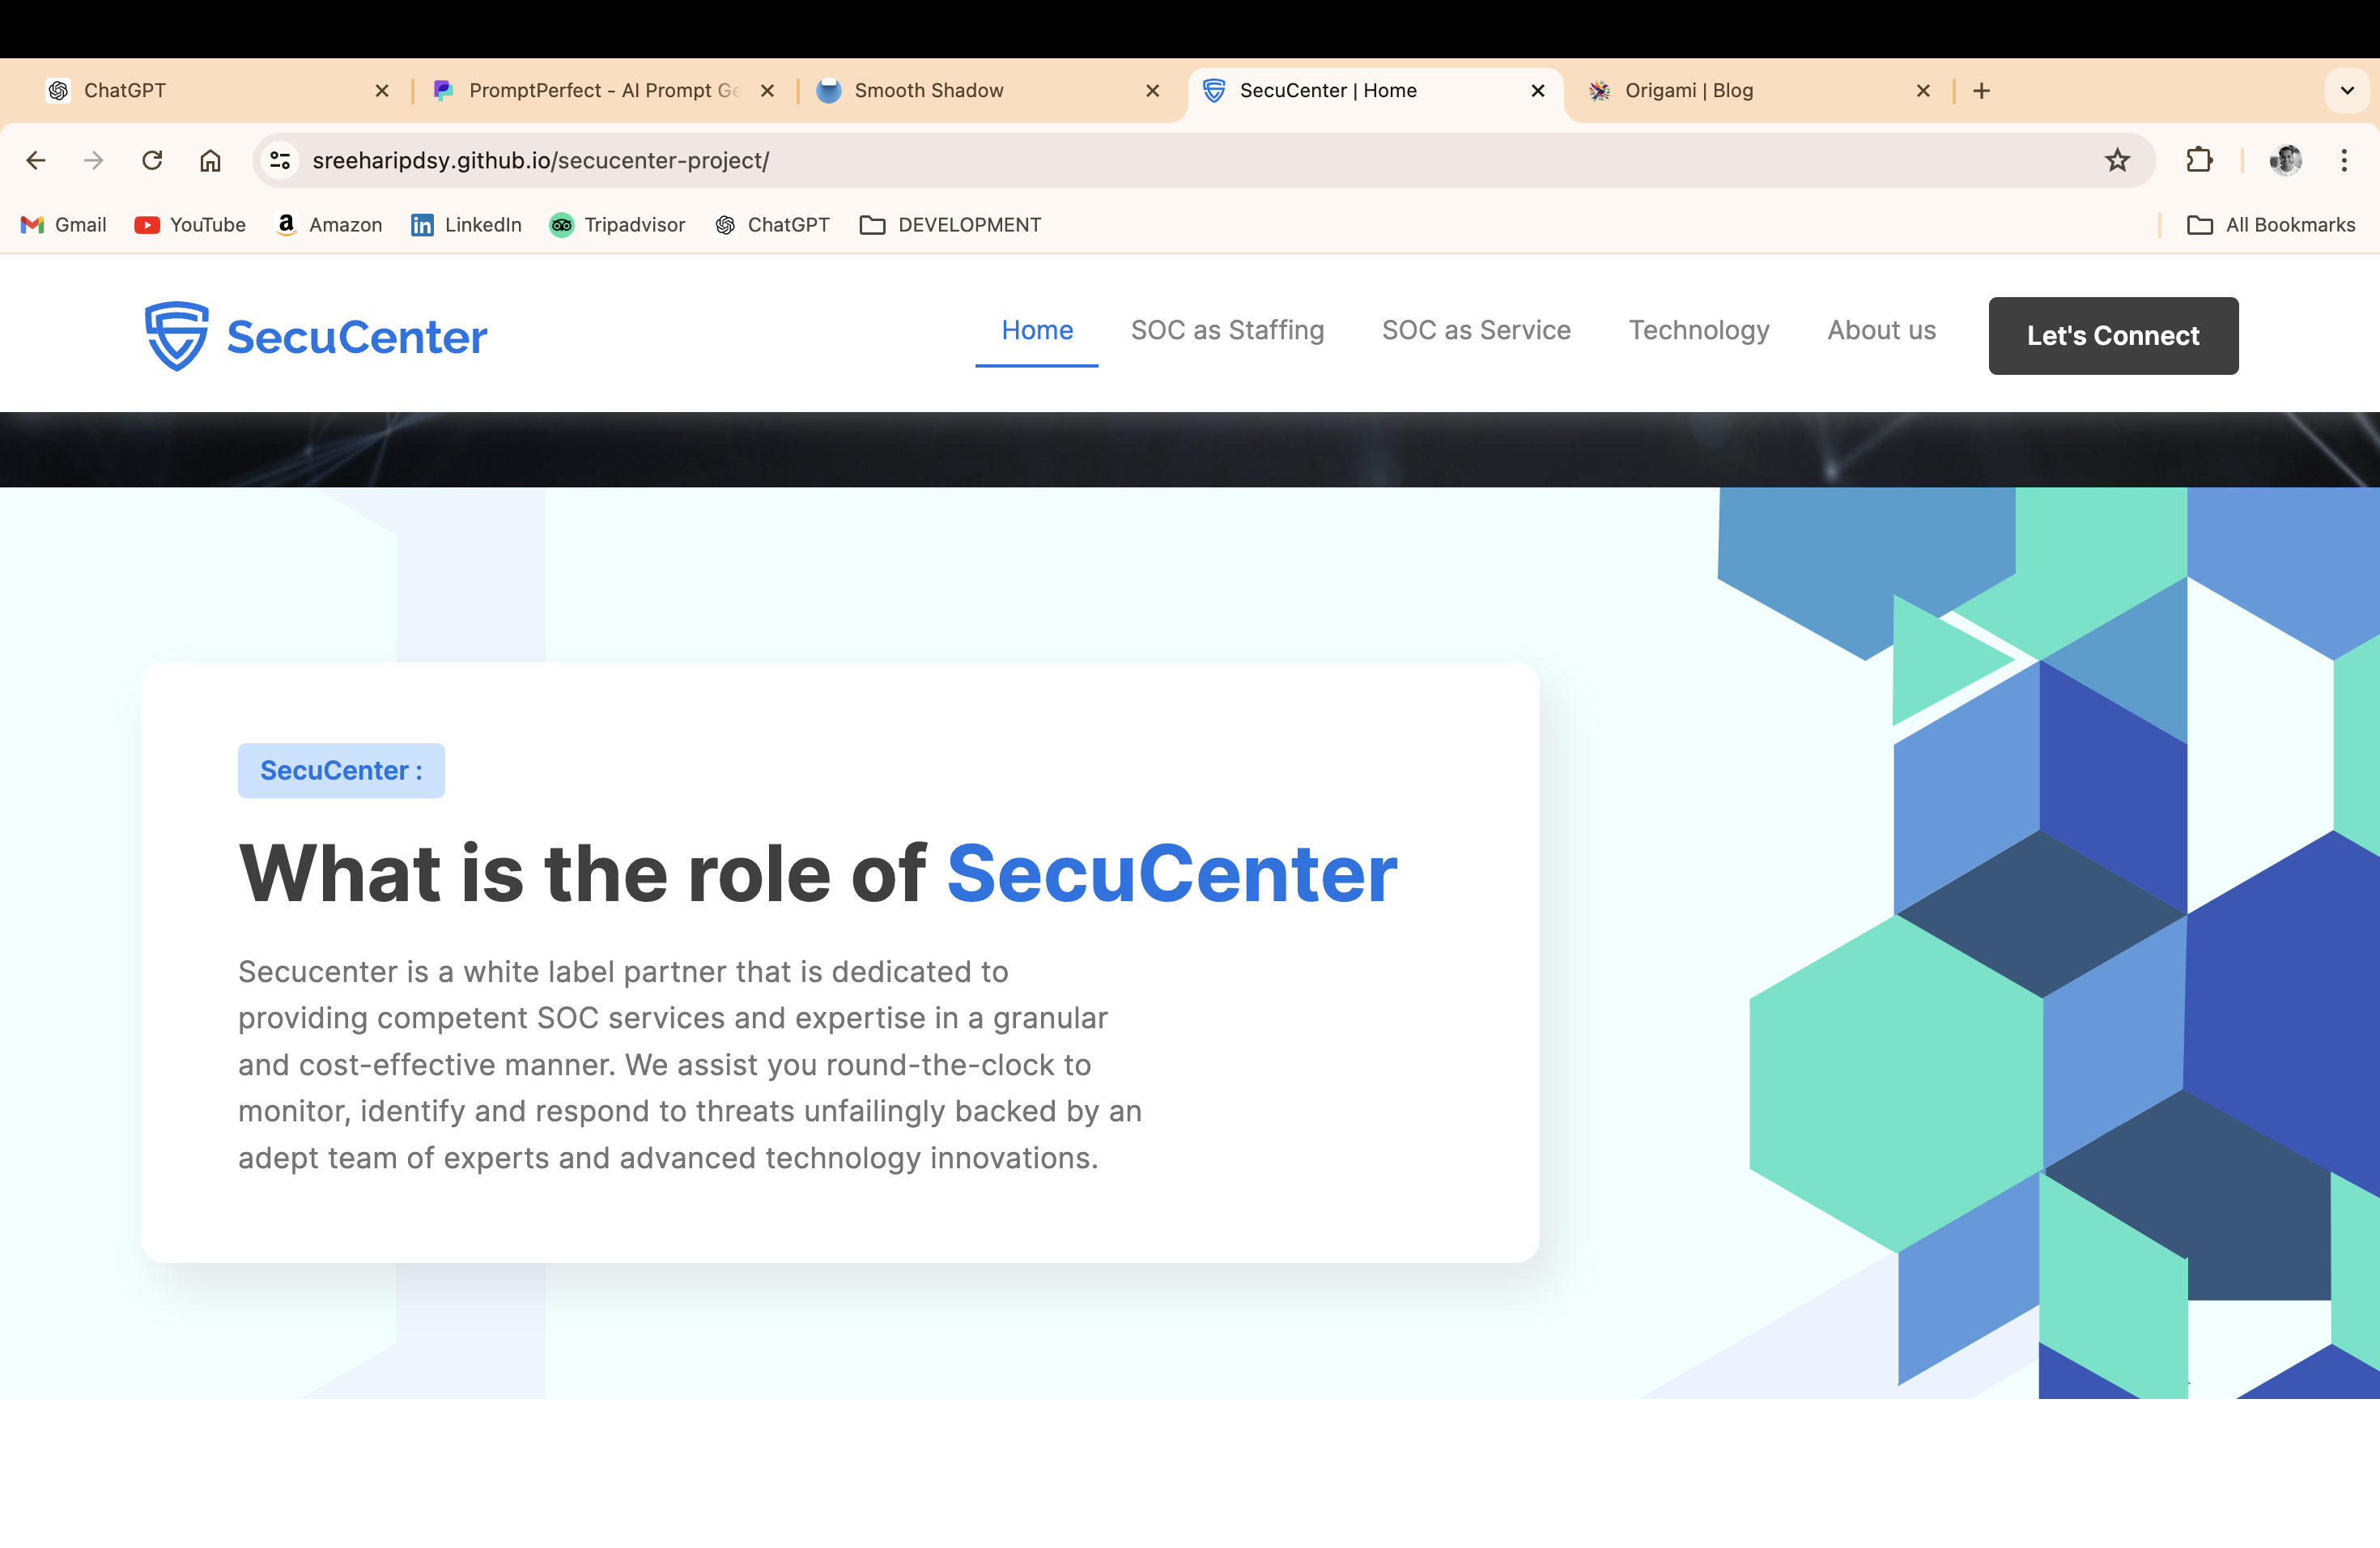 ChatGPT
PromptPerfect - AI Prompt Ge
Smooth Shadow
SecuCenter | Home
Origami | Blog
sreeharipdsy.github.io/secucenter-project/
Gmail
YouTube
Amazon
LinkedIn
Tripadvisor
ChatGPT
DEVELOPMENT
All Bookmarks
SecuCenter
Home
SOC as Staffing
SOC as Service
Technology
About us
Let's Connect
SecuCenter :
What is the role of SecuCenter
Secucenter is a white label partner that is dedicated to
providing competent SOC services and expertise in a granular
and cost-effective manner. We assist you round-the-clock to
monitor, identify and respond to threats unfailingly backed by an
adept team of experts and advanced technology innovations.